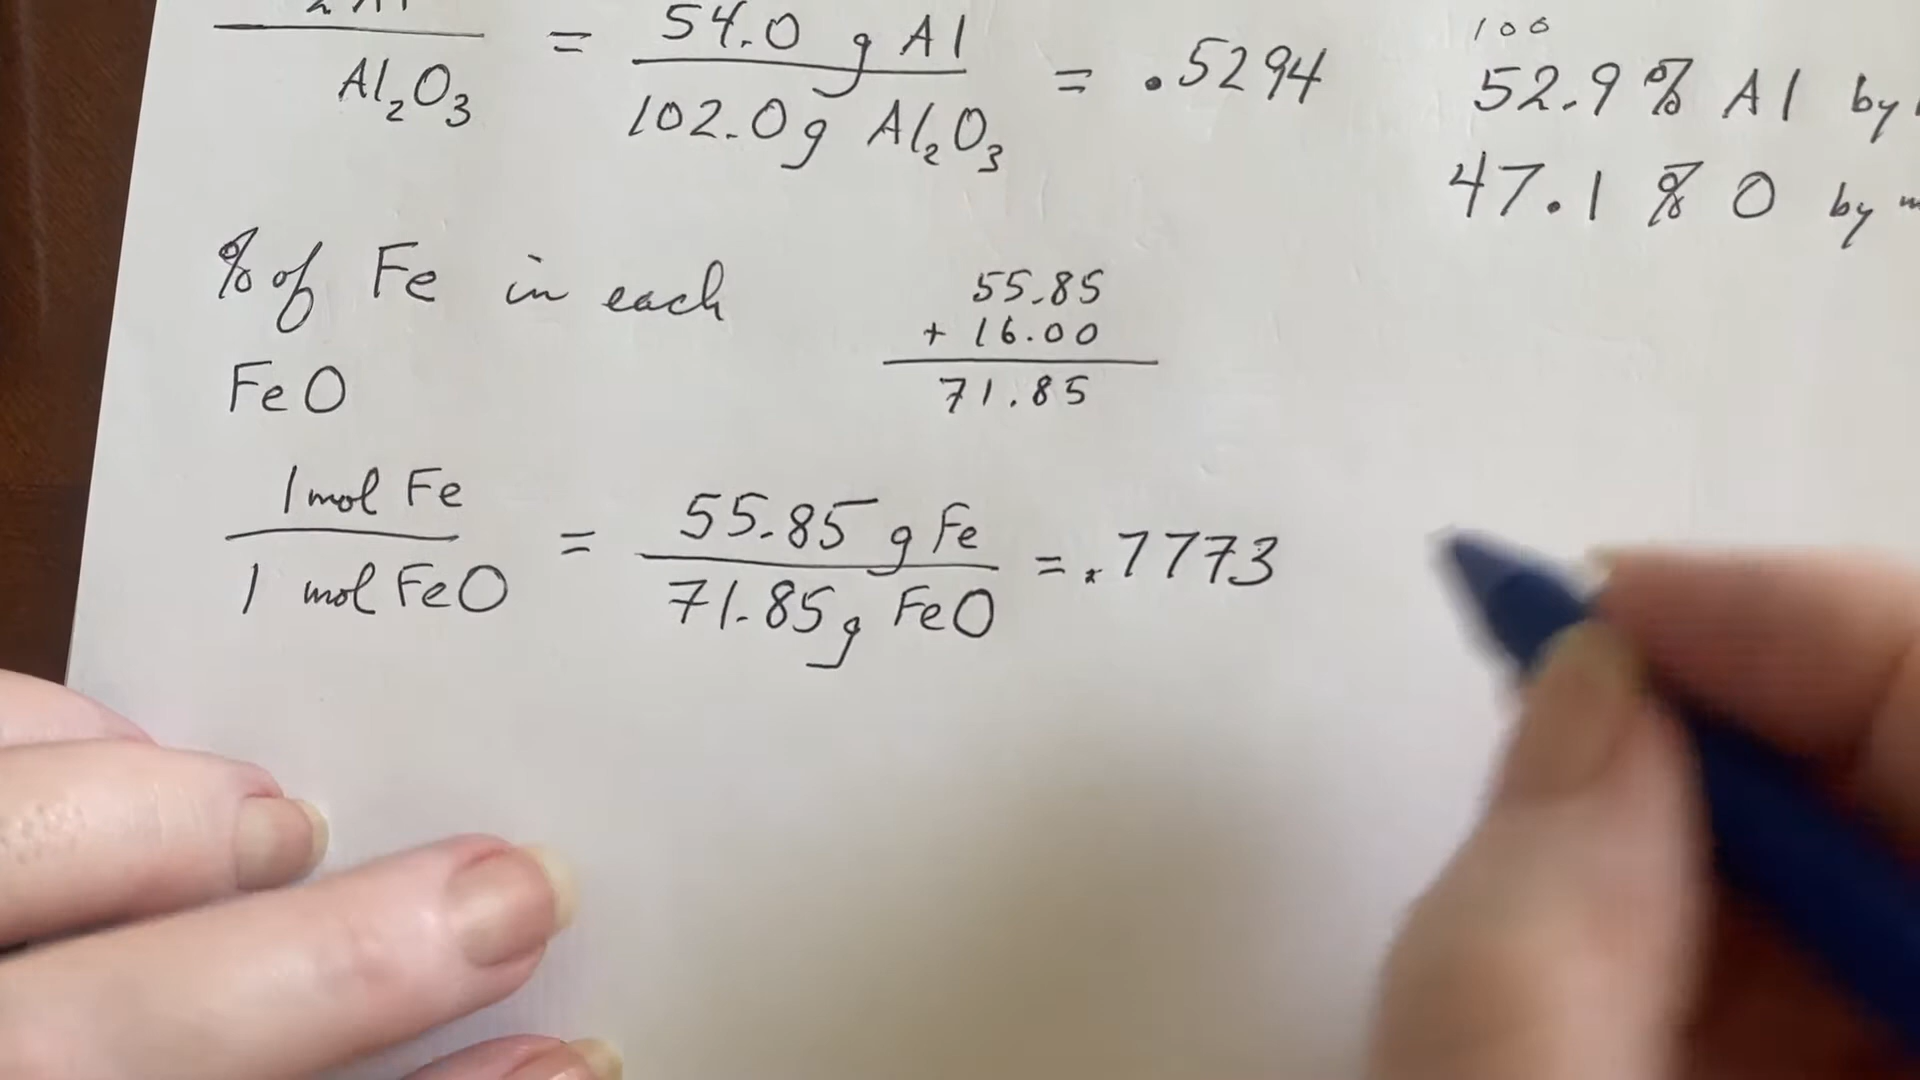 54.0 g Al 100
Al₂O₃ = 102.0 g Al₂O₃ = .5294 52.9 % Al by
47.1 % O by
% of Fe in each 55.85
+ 16.00
FeO 71.85
1 mol Fe = 55.85 g Fe = .7773
1 mol FeO 71.85 g FeO